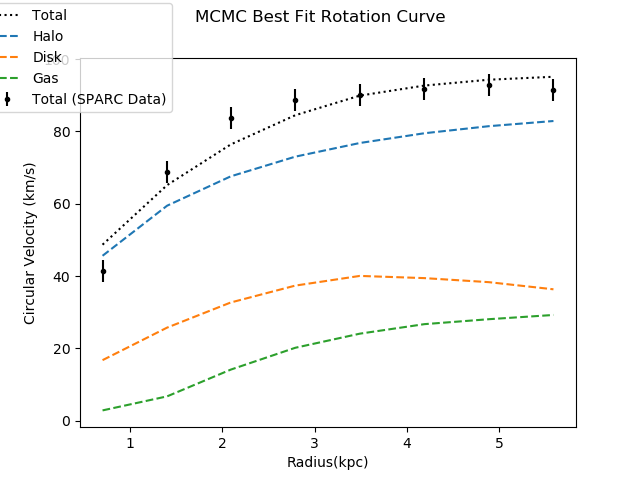 MCMC Best Fit Rotation Curve
Total
Halo
Disk
Gas
Total (SPARC Data)
100
80
60
40
20
0
Circular Velocity (km/s)
1 2 3 4 5
Radius(kpc)